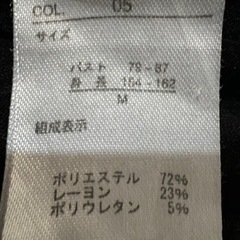 COL. 05
サイズ
バスト 79-87
身長 154-162
M
組成表示
ポリエステル 72%
レーヨン 23%
ポリウレタン 5%